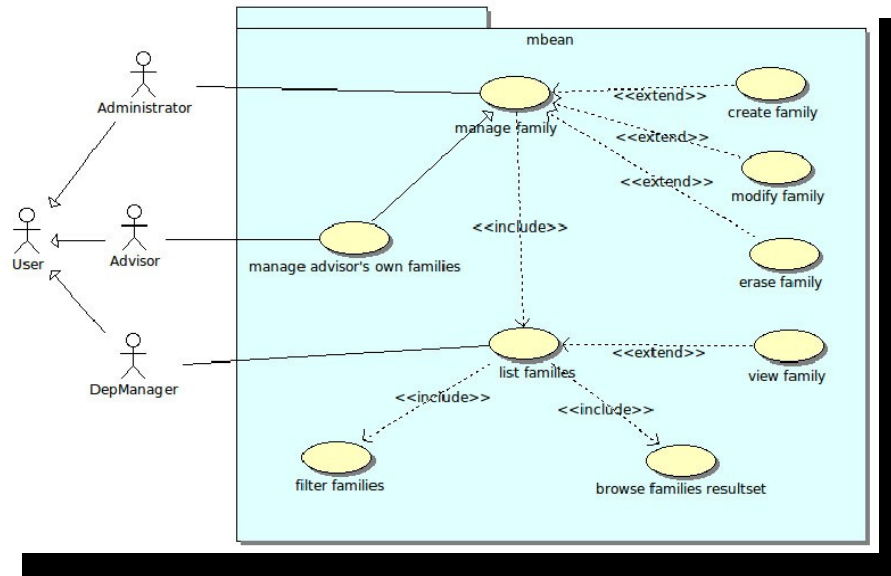 mbean
Administrator
manage family
<<extend>>
create family
<<extend>>
modify family
<<extend>>
erase family
User
Advisor
manage advisor's own families
<<include>>
DepManager
list families
<<extend>>
view family
<<include>>
<<include>>
filter families
browse families resultset